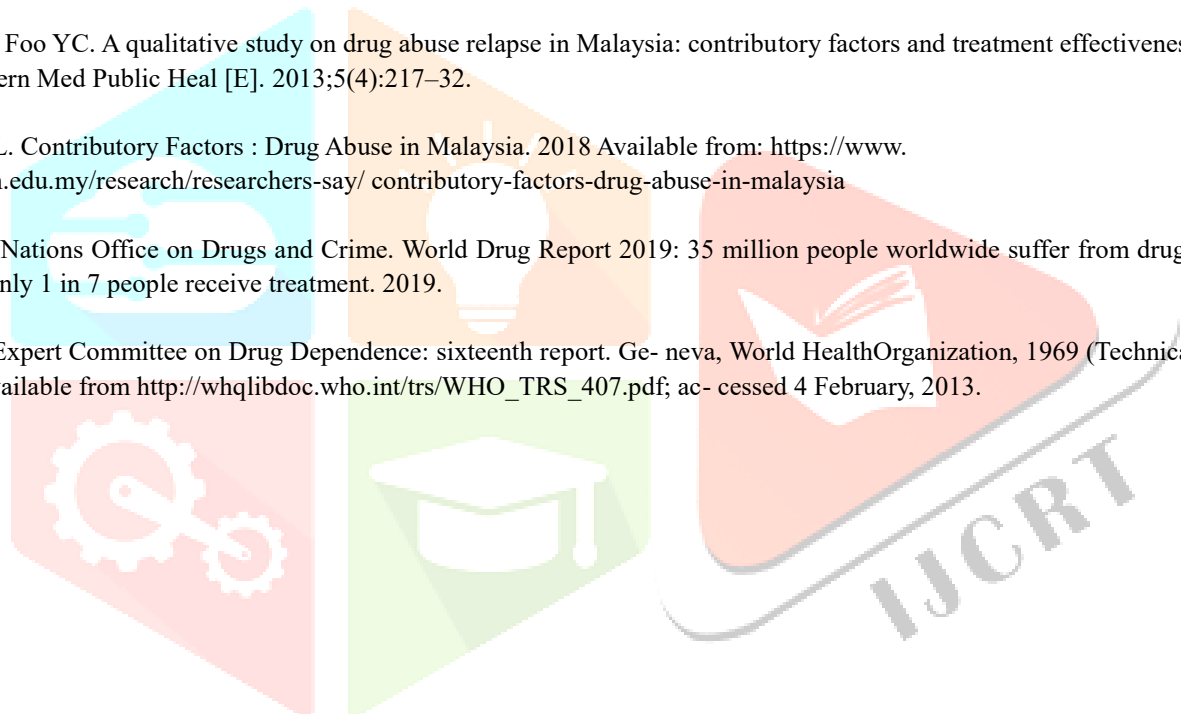 Foo YC. A qualitative study on drug abuse relapse in Malaysia: contributory factors and treatment
ern Med Public Heal [E]. 2013;5(4):217–32.
L. Contributory Factors : Drug Abuse in Malaysia. 2018 Available from: https://www.
.edu.my/research/researchers-say/ contributory-factors-drug-abuse-in-malaysia
Nations Office on Drugs and Crime. World Drug Report 2019: 35 million people worldwide suffer from drug
nly 1 in 7 people receive treatment. 2019.
Expert Committee on Drug Dependence: sixteenth report. Ge- neva, World HealthOrganization, 1969 (Technica
ailable from http://whqlibdoc.who.int/trs/WHO_TRS_407.pdf; ac- cessed 4 February, 2013.
IJCRT